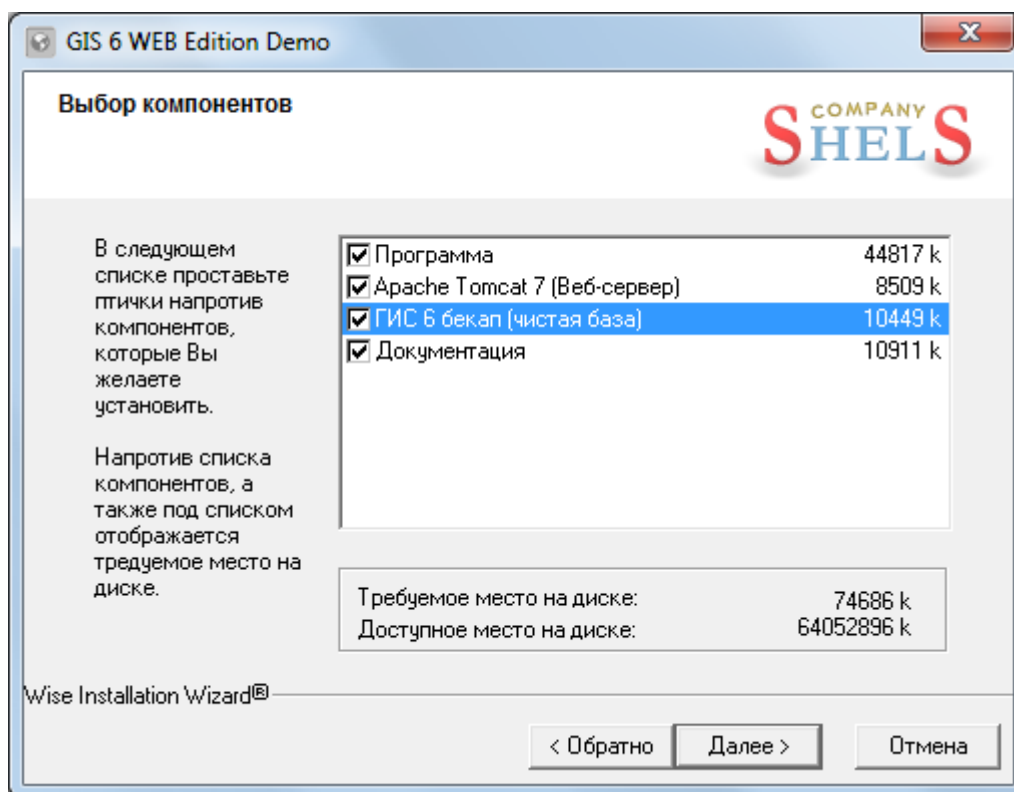 GIS 6 WEB Edition Demo
Выбор компонентов
COMPANY
SHELS
В следующем
списке проставьте
птички напротив
компонентов,
которые Вы
желаете
установить.
Напротив списка
компонентов, а
также под списком
отображается
тредуемое место на
диске.
Программа 44817 k
Apache Tomcat 7 (Веб-сервер) 8509 k
ГИС 6 бекап (чистая база) 10449 k
Документация 10911 k
Требуемое место на диске: 74686 k
Доступное место на диске: 64052896 k
Wise Installation Wizard®
< Обратно Далее > Отмена